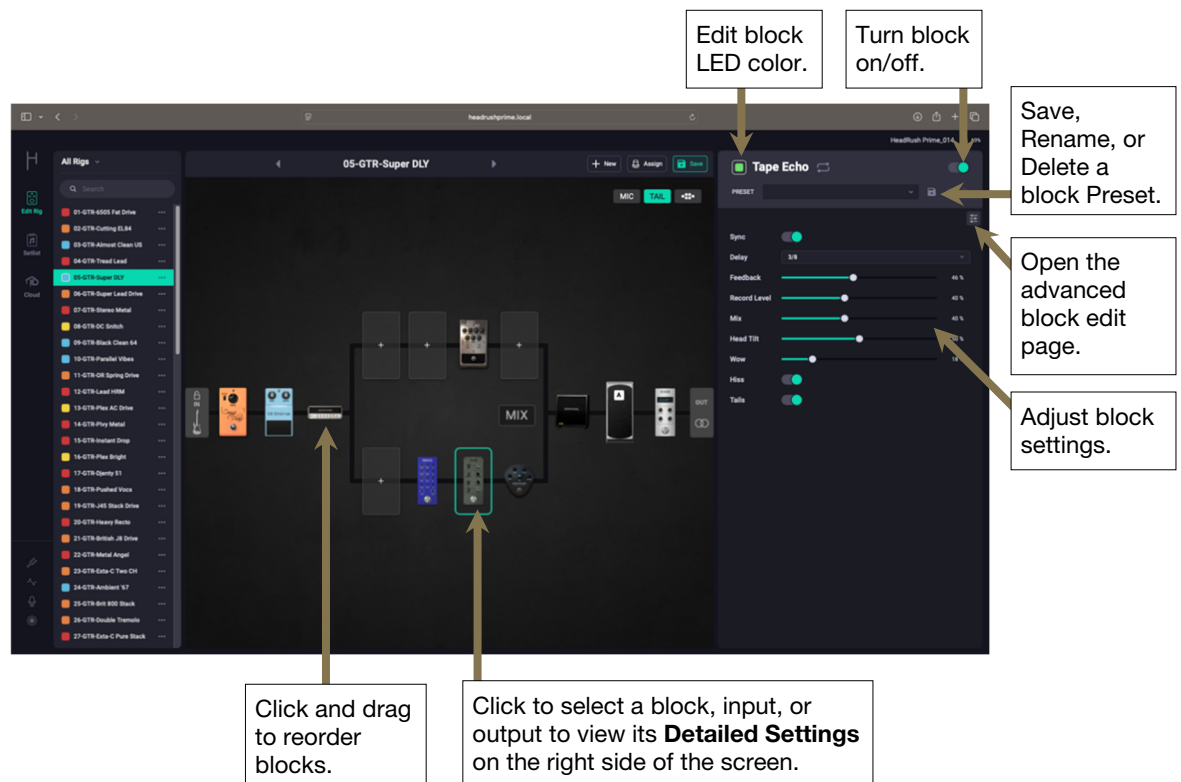 Edit block
LED color.
Turn block
on/off.
Save,
Rename, or
Delete a
block Preset.
Open the
advanced
block edit
page.
Adjust block
settings.
headrushprime.local
HeadRush Prime_014
All Rigs
05-GTR-Super DLY
New
Assign
Save
Tape Echo
Search
MIC
TAIL
PRESET
Edit Rig
Setlist
Cloud
01-GTR-6505 Fat Drive
02-GTR-Cutting EL84
03-GTR-Almost Clean US
04-GTR-Tread Lead
05-GTR-Super DLY
06-GTR-Super Lead Drive
07-GTR-Stereo Metal
08-GTR-DC Snitch
09-GTR-Black Clean 64
10-GTR-Parallel Vibes
11-GTR-OR Spring Drive
12-GTR-Lead HRM
13-GTR-Plex AC Drive
14-GTR-Pivy Metal
15-GTR-Instant Drop
16-GTR-Plex Bright
17-GTR-Djenty 51
18-GTR-Pushed Vocs
19-GTR-J45 Stack Drive
20-GTR-Heavy Recto
21-GTR-British J8 Drive
22-GTR-Metal Angel
23-GTR-Exta-C Two CH
24-GTR-Ambient '67
25-GTR-Brit 800 Stack
26-GTR-Double Tremolo
27-GTR-Exta-C Pure Stack
IN
MIX
A
OUT
Sync
Delay 3/8
Feedback 46 %
Record Level 40 %
Mix 40 %
Head Tilt
Wow
Hiss
Tails
Click and drag
to reorder
blocks.
Click to select a block, input, or
output to view its Detailed Settings
on the right side of the screen.